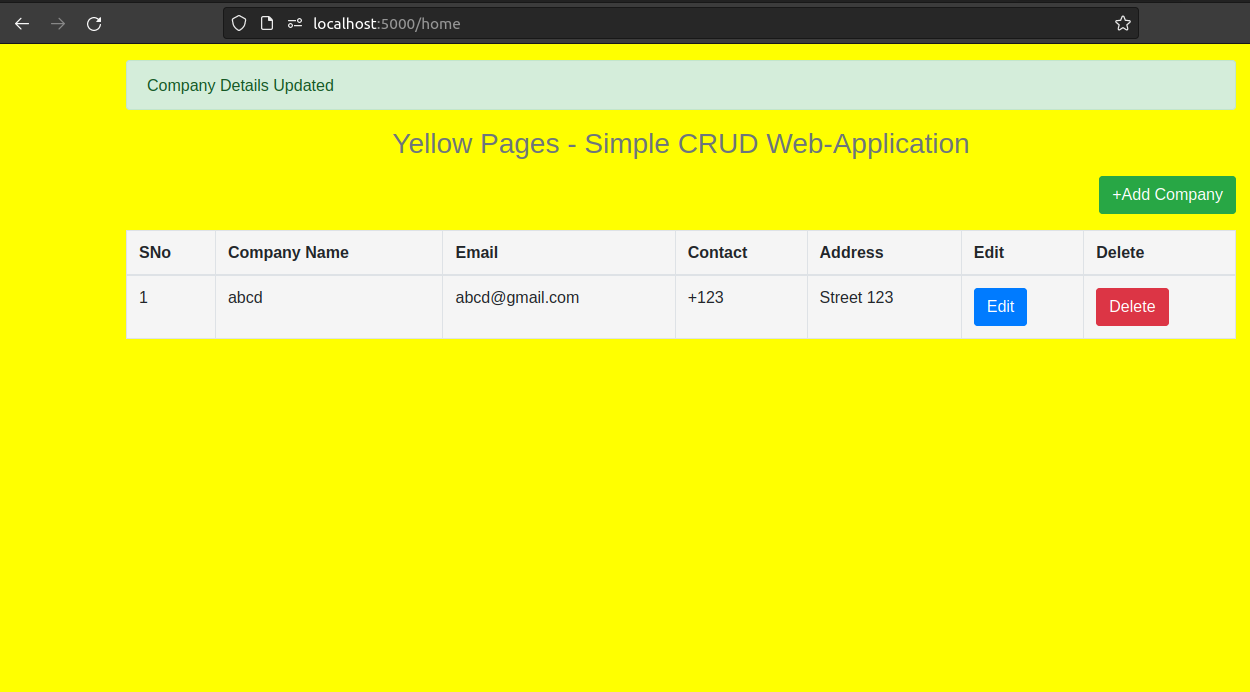 localhost:5000/home
Company Details Updated
Yellow Pages - Simple CRUD Web-Application
+Add Company
SNo Company Name Email Contact Address Edit Delete
1 abcd abcd@gmail.com +123 Street 123 Edit Delete